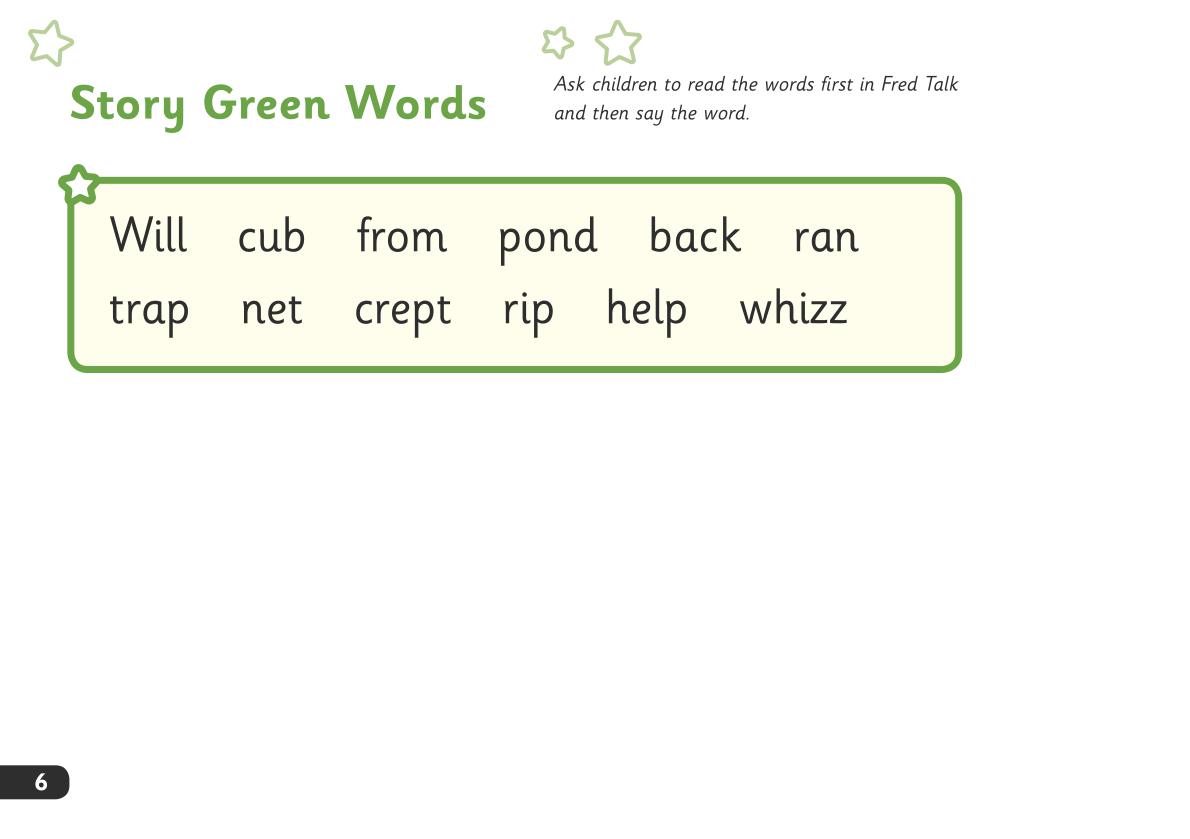 Story Green Words
Ask children to read the words first in Fred Talk
and then say the word.
Will cub from pond back ran
trap net crept rip help whizz
6